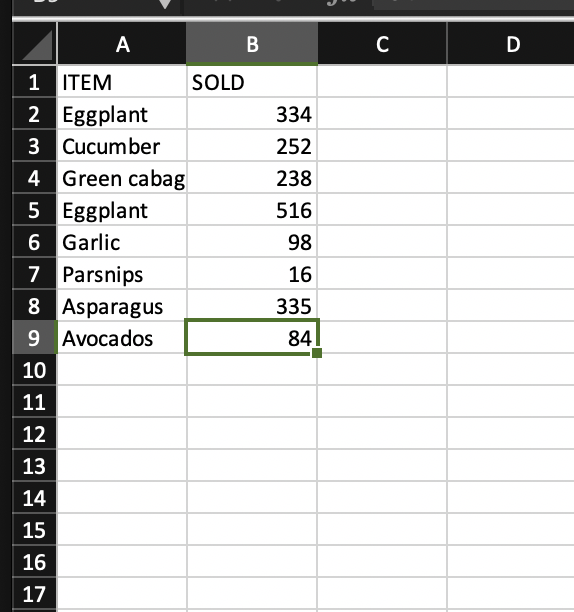 A B C D
1 ITEM SOLD
2 Eggplant 334
3 Cucumber 252
4 Green cabag 238
5 Eggplant 516
6 Garlic 98
7 Parsnips 16
8 Asparagus 335
9 Avocados 84
10
11
12
13
14
15
16
17